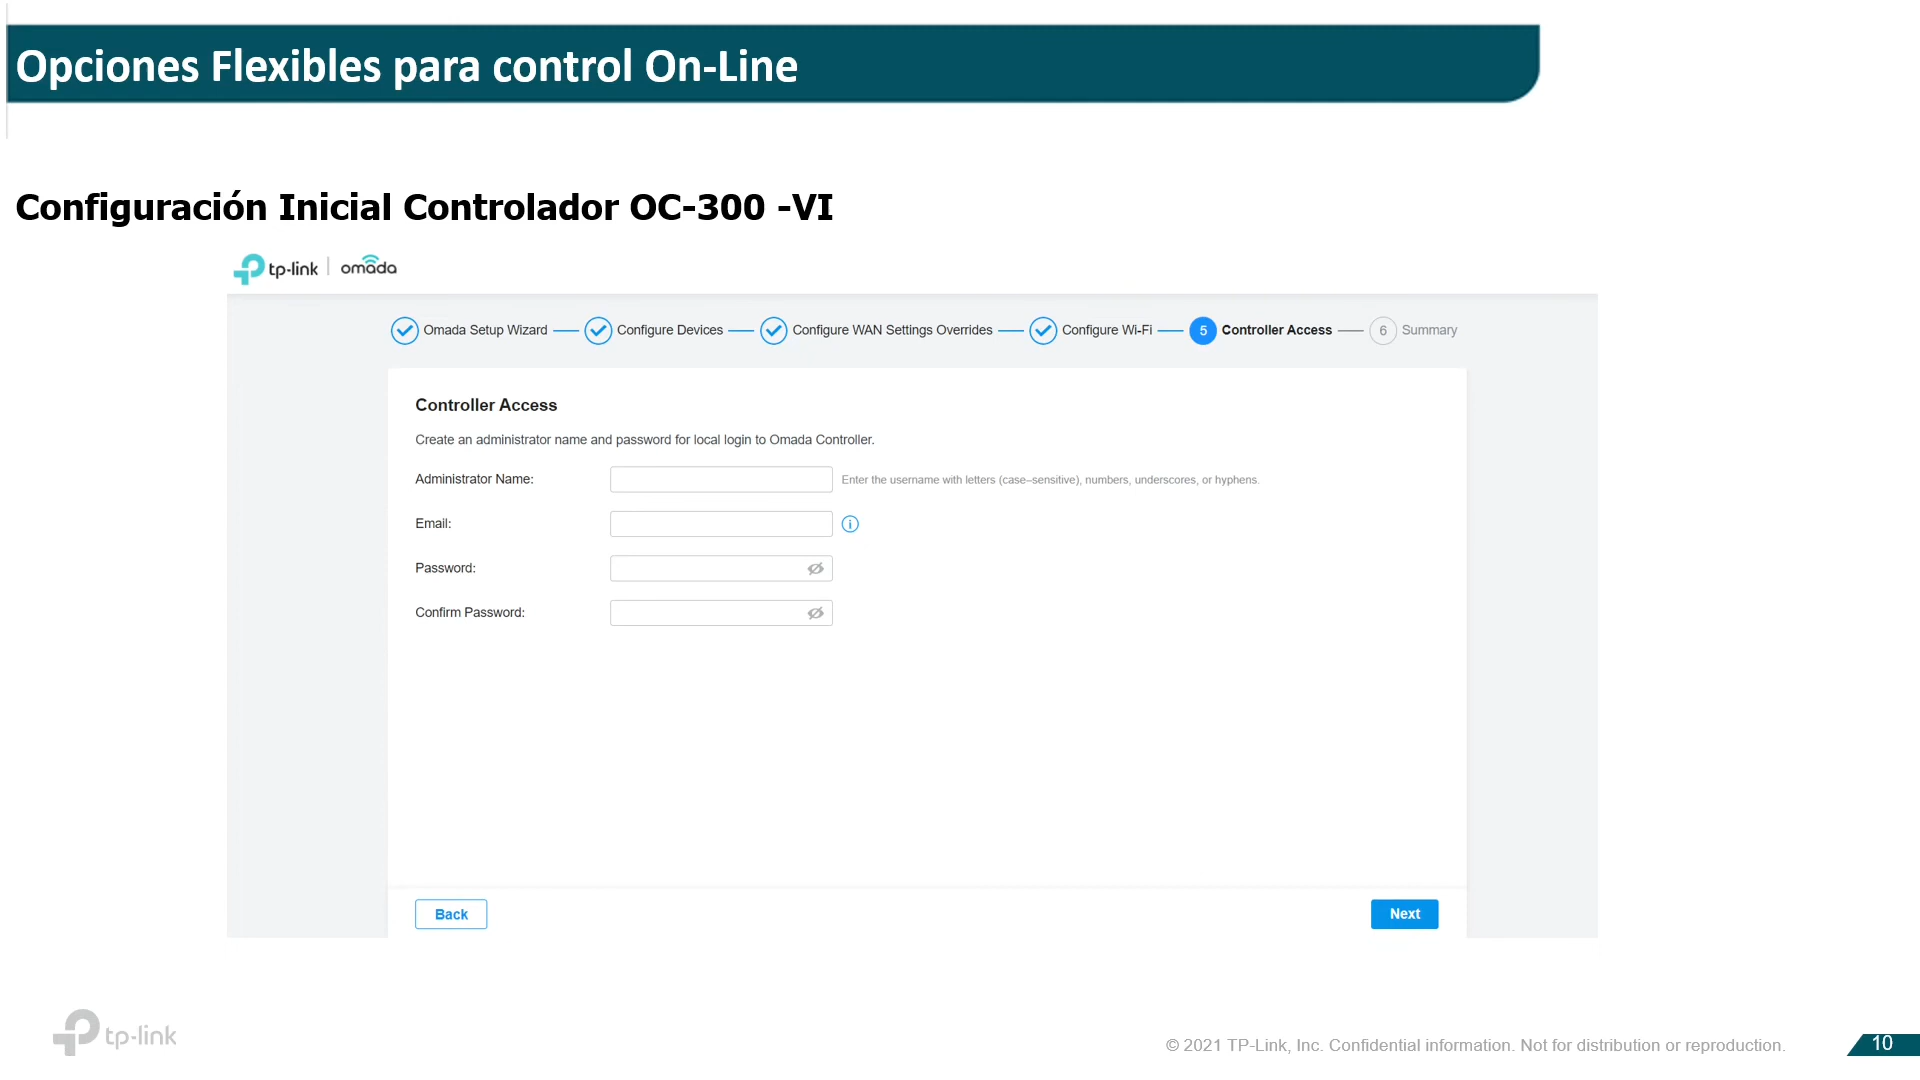 Opciones Flexibles para control On-Line
Configuración Inicial Controlador OC-300 -VI
tp-link | omada
Omada Setup Wizard Configure Devices Configure WAN Settings Overrides Configure Wi-Fi 5 Controller Access 6 Summary
Controller Access
Create an administrator name and password for local login to Omada Controller.
Administrator Name: Enter the username with letters (case–sensitive), numbers, underscores, or hyphens.
Email:
Password:
Confirm Password:
Back Next
tp-link
© 2021 TP-Link, Inc. Confidential information. Not for distribution or reproduction.
10